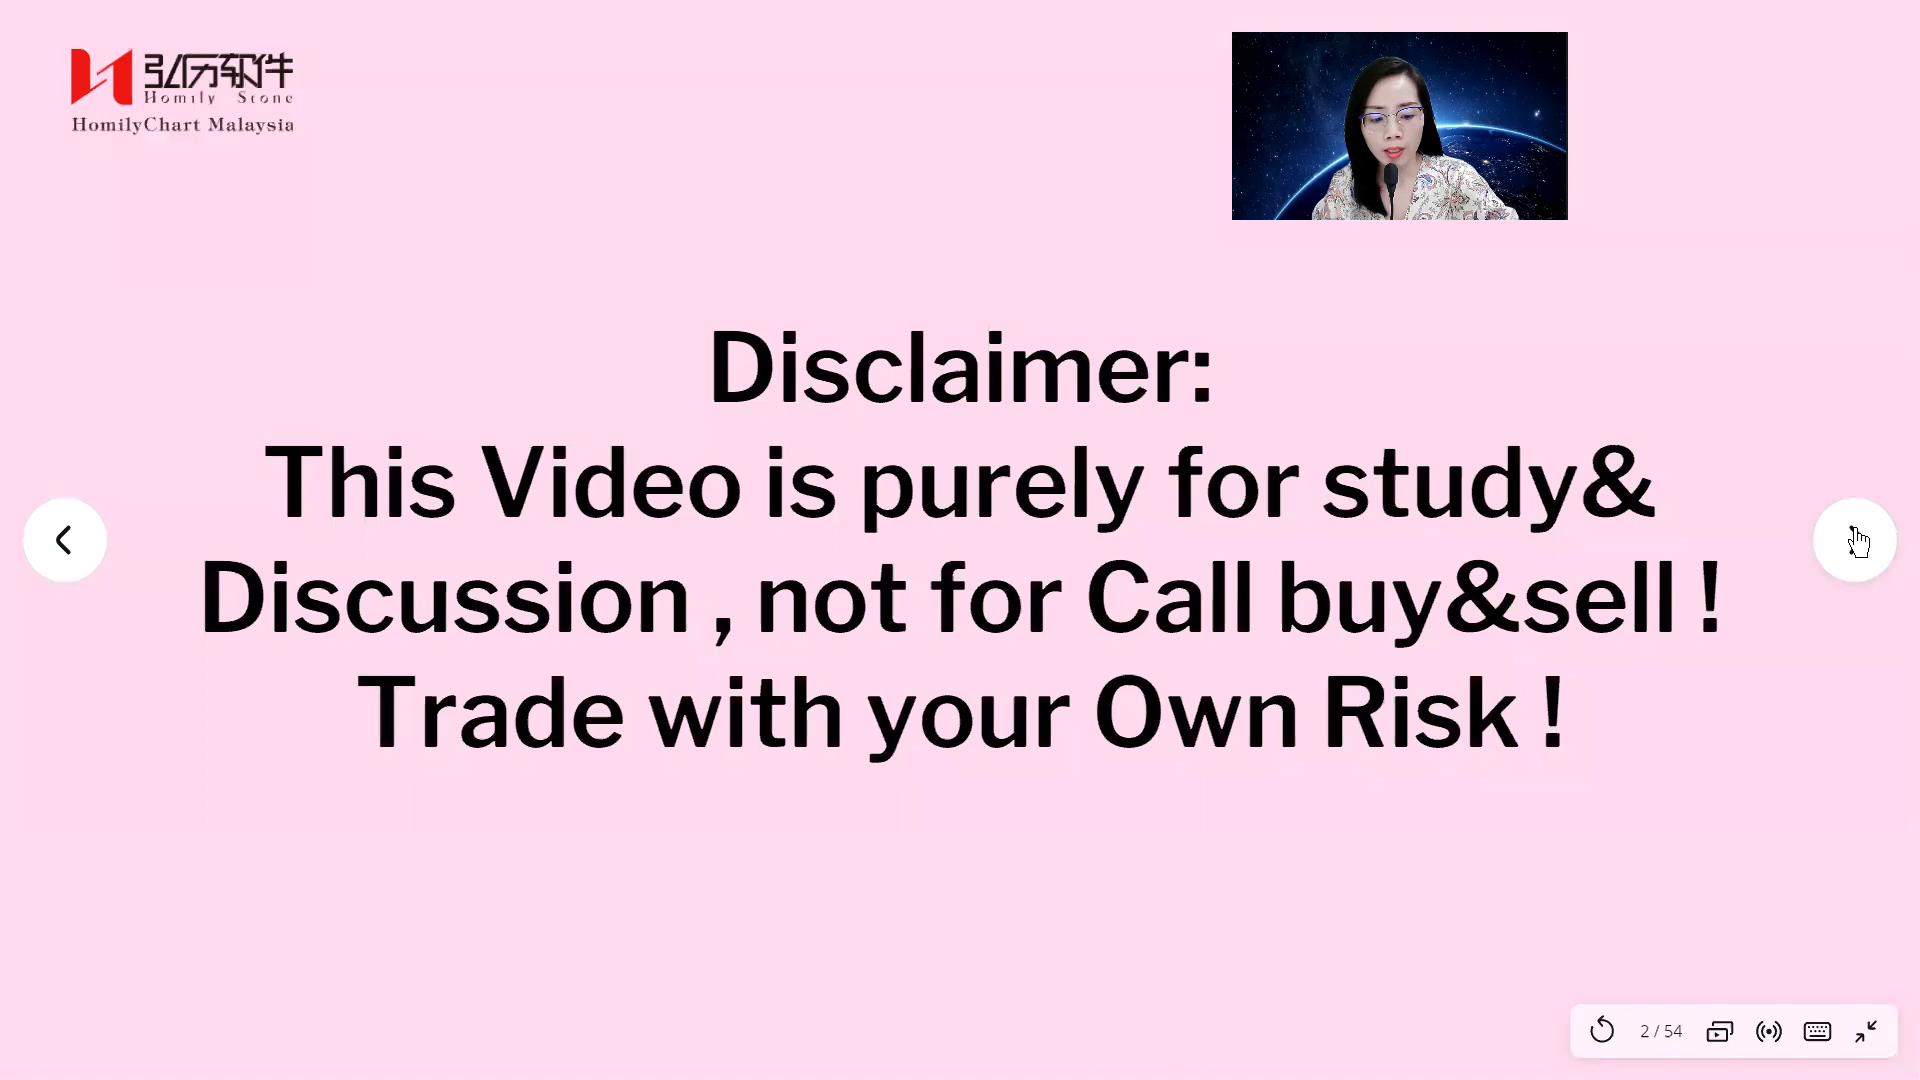 弘历软件
Homily Stone
HomilyChart Malaysia
Disclaimer:
This Video is purely for study&
Discussion , not for Call buy&sell !
Trade with your Own Risk !
2 / 54